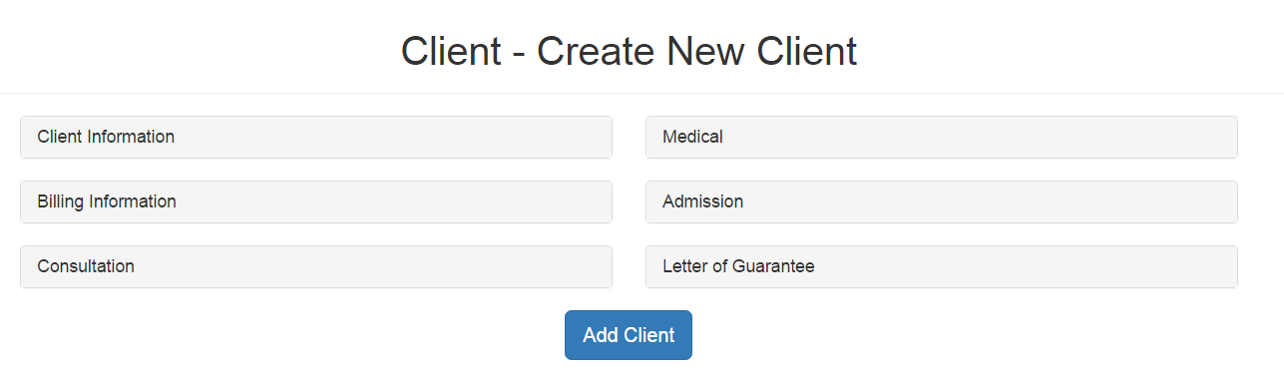 Client - Create New Client
Client Information
Medical
Billing Information
Admission
Consultation
Letter of Guarantee
Add Client